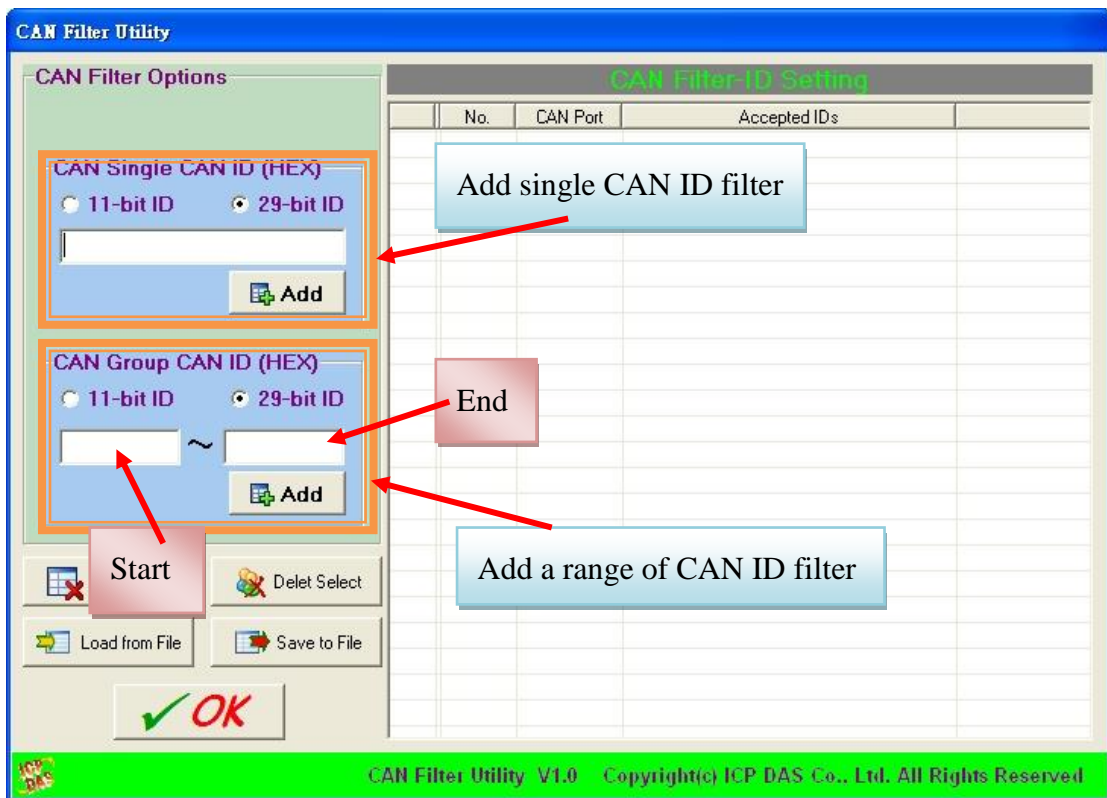 CAN Filter Utility
CAN Filter Options
CAN Filter-ID Setting
No. CAN Port Accepted IDs
CAN Single CAN ID (HEX)
11-bit ID 29-bit ID
Add
Add single CAN ID filter
CAN Group CAN ID (HEX)
11-bit ID 29-bit ID
~
Add
End
Start
Add a range of CAN ID filter
Delet Select
Load from File Save to File
OK
ICP DAS
CAN Filter Utility V1.0 Copyright(c) ICP DAS Co., Ltd. All Rights Reserved